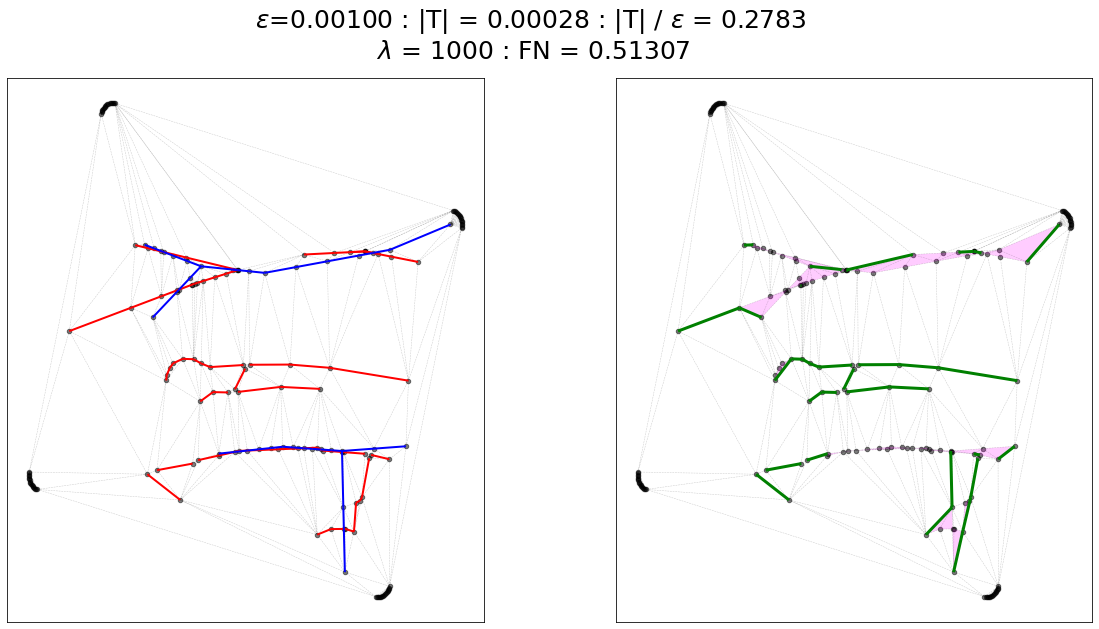 ε=0.00100 : |T| = 0.00028 : |T| / ε = 0.2783
λ = 1000 : FN = 0.51307